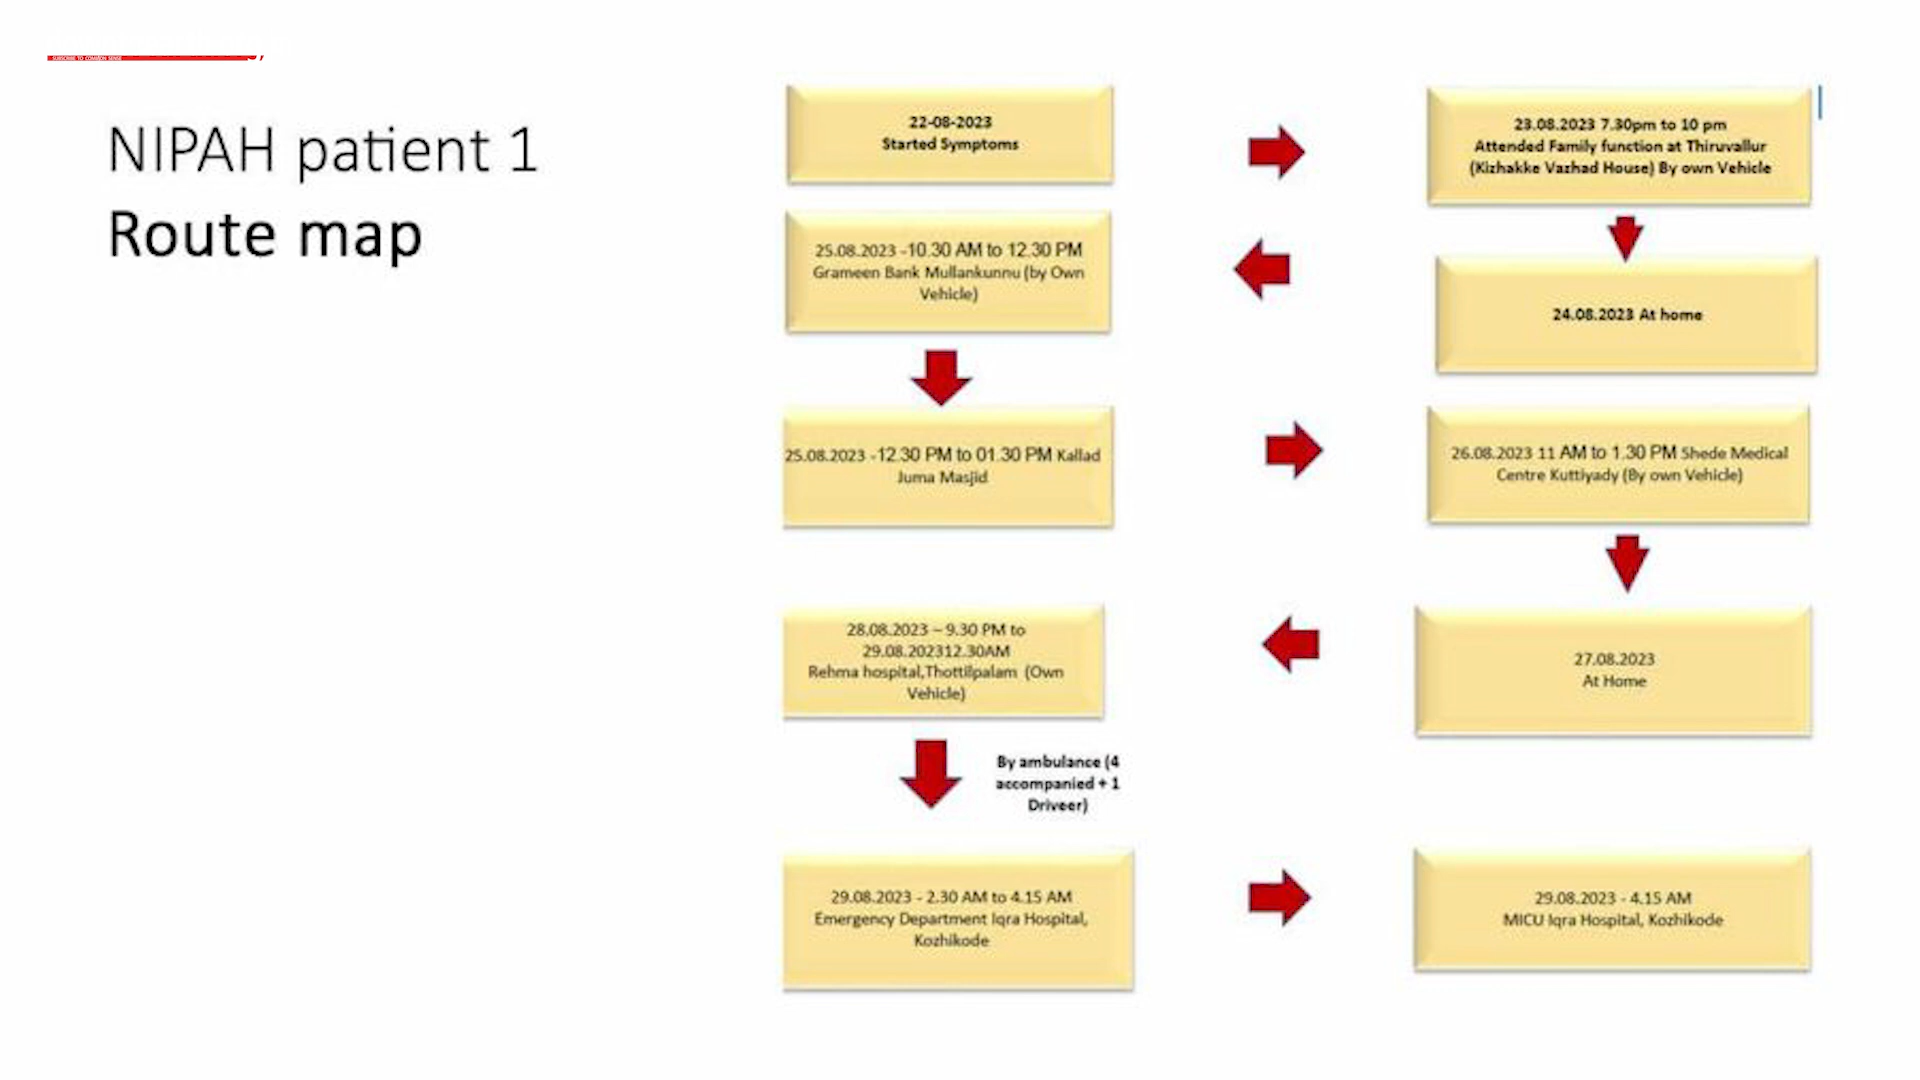 SUBSCRIBE TO COMMON SENSE
NIPAH patient 1
Route map
22-08-2023
Started Symptoms
23.08.2023 7.30pm to 10 pm
Attended Family function at Thiruvallur
(Kizhakke Vazhad House) By own Vehicle
24.08.2023 At home
25.08.2023 -10.30 AM to 12.30 PM
Grameen Bank Mullankunnu (by Own
Vehicle)
25.08.2023 -12.30 PM to 01.30 PM Kallad
Juma Masjid
26.08.2023 11 AM to 1.30 PM Shede Medical
Centre Kuttiyady (By own Vehicle)
27.08.2023
At Home
28.08.2023 – 9.30 PM to
29.08.202312.30AM
Rehma hospital,Thottilpalam (Own
Vehicle)
By ambulance (4
accompanied + 1
Driveer)
29.08.2023 - 2.30 AM to 4.15 AM
Emergency Department Iqra Hospital,
Kozhikode
29.08.2023 - 4.15 AM
MICU Iqra Hospital, Kozhikode